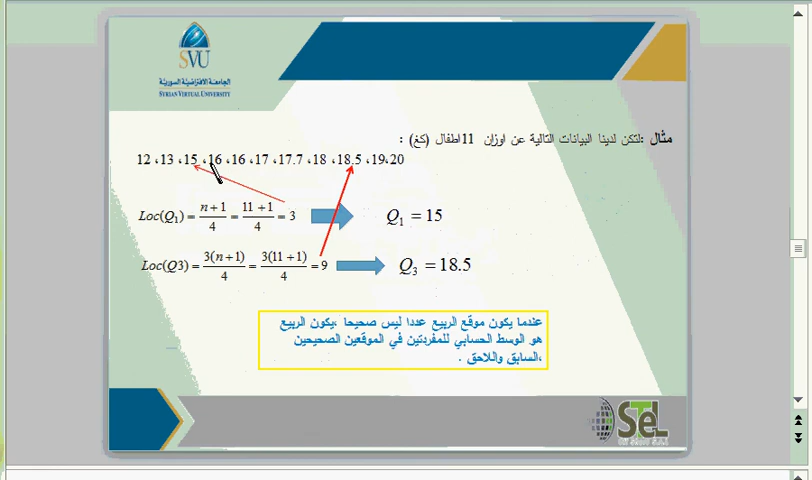 SVU
الجامعة الافتراضية السورية
SYRIAN VIRTUAL UNIVERSITY
مثال :لتكن لدينا البيانات التالية عن اوزان 11اطفال (كغ) :
12 ،13 ،15 ،16 ،16 ،17 ،17.7 ،18 ،18.5 ،19،20
Loc(Q₁) = (n+1)/4 = (11+1)/4 = 3
Q₁ = 15
Loc(Q3) = 3(n+1)/4 = 3(11+1)/4 = 9
Q₃ = 18.5
عندما يكون موقع الربيع عددا ليس صحيحا ،يكون الربيع
هو الوسط الحسابي للمفردتين في الموقعين الصحيحين
،السابق واللاحق .
STeL